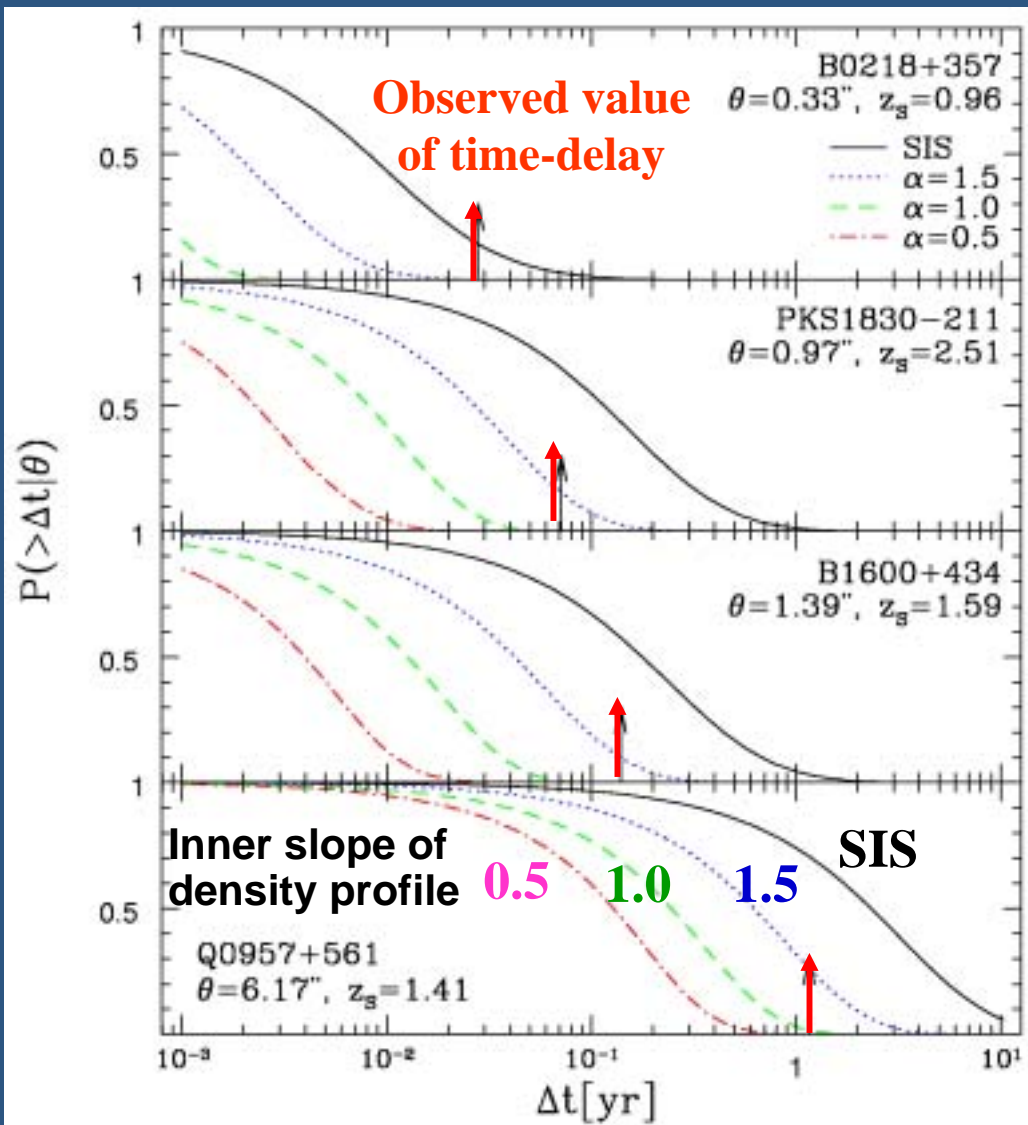 1
B0218+357
θ=0.33", z_s=0.96
Observed value
of time-delay
SIS
α=1.5
α=1.0
α=0.5
0.5
1
PKS1830−211
θ=0.97", z_s=2.51
0.5
P(>Δt|θ)
1
B1600+434
θ=1.39", z_s=1.59
0.5
1
Inner slope of
density profile
0.5
1.0
1.5
SIS
0.5
Q0957+561
θ=6.17", z_s=1.41
10⁻³
10⁻²
10⁻¹
1
10¹
Δt[yr]